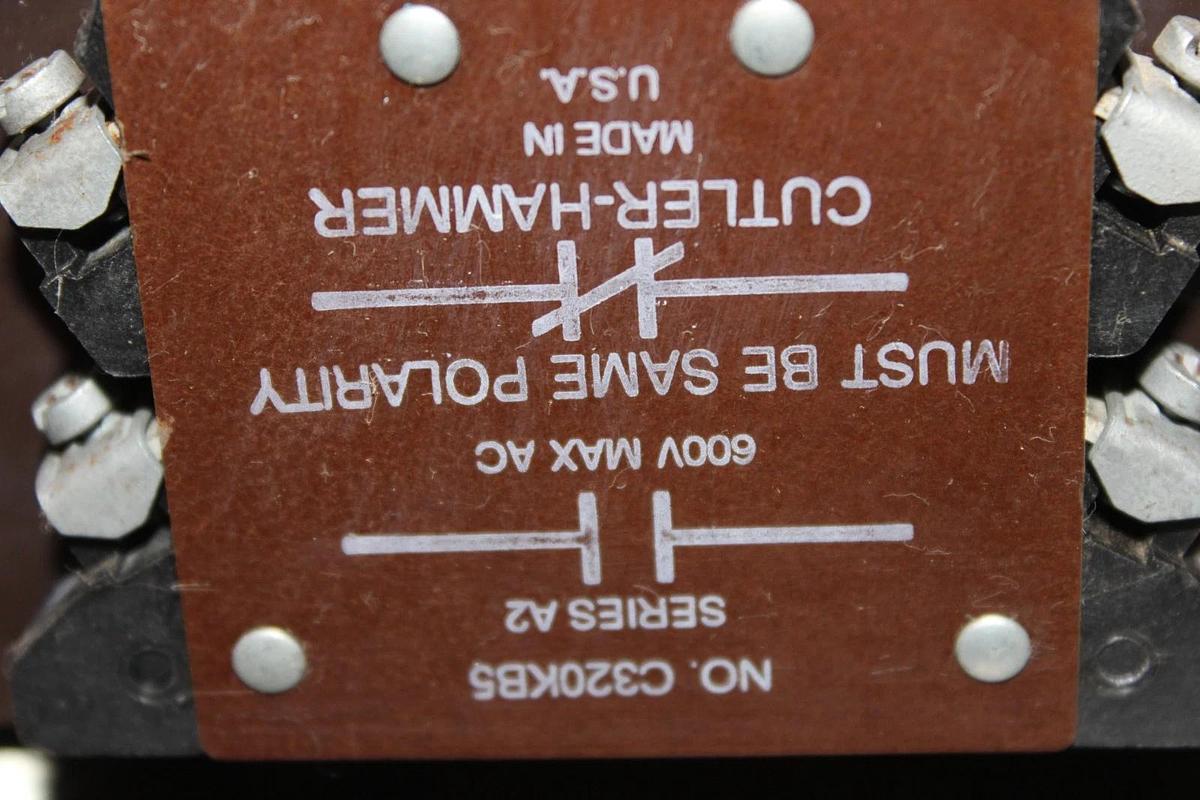 NO. C320KB5
SERIES A2
600V MAX AC
MUST BE SAME POLARITY
CUTLER-HAMMER
MADE IN
U.S.A.